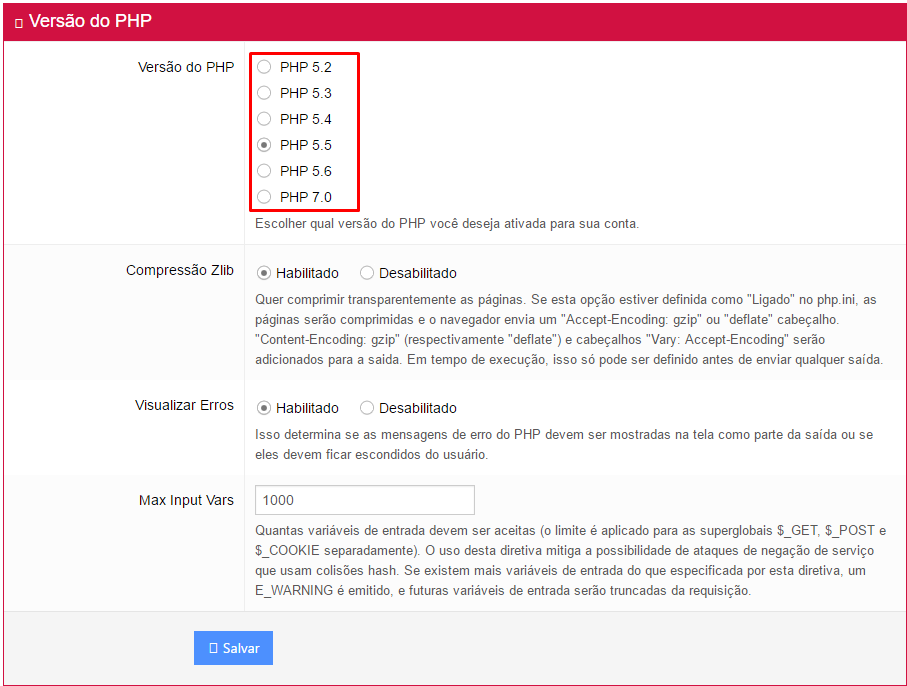 Versão do PHP
Versão do PHP
PHP 5.2
PHP 5.3
PHP 5.4
PHP 5.5
PHP 5.6
PHP 7.0
Escolher qual versão do PHP você deseja ativada para sua conta.
Compressão Zlib
Habilitado Desabilitado
Quer comprimir transparentemente as páginas. Se esta opção estiver definida como "Ligado" no php.ini, as
páginas serão comprimidas e o navegador envia um "Accept-Encoding: gzip" ou "deflate" cabeçalho.
"Content-Encoding: gzip" (respectivamente "deflate") e cabeçalhos "Vary: Accept-Encoding" serão
adicionados para a saida. Em tempo de execução, isso só pode ser definido antes de enviar qualquer saída.
Visualizar Erros
Habilitado Desabilitado
Isso determina se as mensagens de erro do PHP devem ser mostradas na tela como parte da saída ou se
eles devem ficar escondidos do usuário.
Max Input Vars
1000
Quantas variáveis de entrada devem ser aceitas (o limite é aplicado para as superglobais $_GET, $_POST e
$_COOKIE separadamente). O uso desta diretiva mitiga a possibilidade de ataques de negação de serviço
que usam colisões hash. Se existem mais variáveis de entrada do que especificada por esta diretiva, um
E_WARNING é emitido, e futuras variáveis de entrada serão truncadas da requisição.
Salvar